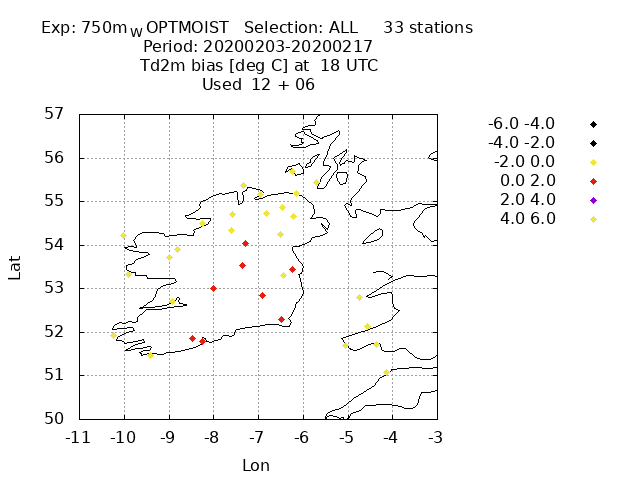 Exp: 750m_W OPTMOIST Selection: ALL 33 stations
Period: 20200203-20200217
Td2m bias [deg C] at 18 UTC
Used 12 + 06
57
56
55
54
53
52
51
50
Lat
-11 -10 -9 -8 -7 -6 -5 -4 -3
Lon
-6.0 -4.0
-4.0 -2.0
-2.0 0.0
0.0 2.0
2.0 4.0
4.0 6.0